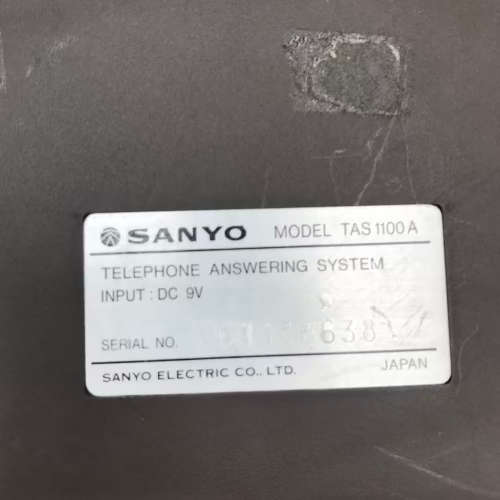 SANYO MODEL TAS 1100 A
TELEPHONE ANSWERING SYSTEM
INPUT : DC 9V
SERIAL NO.
SANYO ELECTRIC CO., LTD. JAPAN